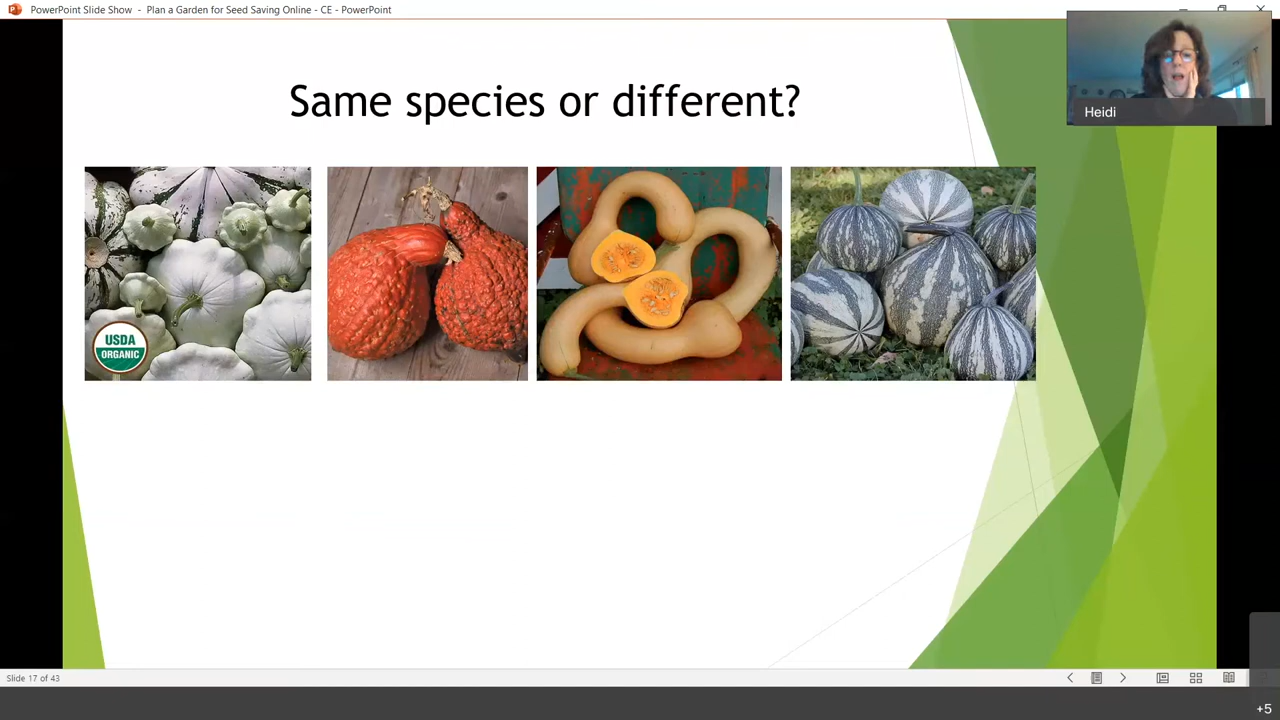 PowerPoint Slide Show - Plan a Garden for Seed Saving Online - CE - PowerPoint
Heidi
Same species or different?
USDA
ORGANIC
Slide 17 of 43
+5